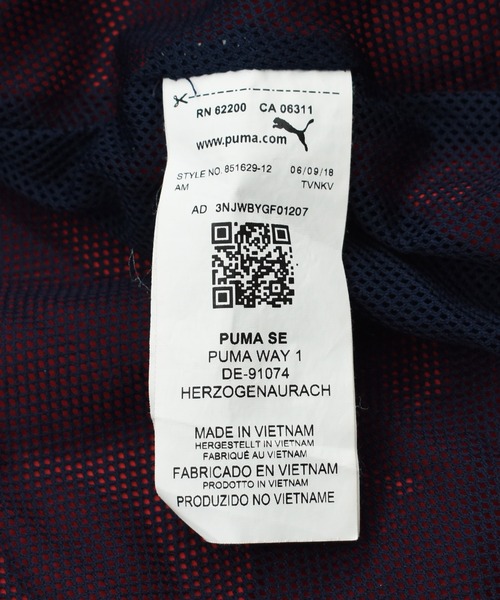 RN 62200 CA 06311
www.puma.com
STYLE NO. 851629-12 06/09/18
AM TVNKV
AD 3NJWBYGF01207
PUMA SE
PUMA WAY 1
DE-91074
HERZOGENAURACH
MADE IN VIETNAM
HERGESTELLT IN VIETNAM
FABRIQUÉ AU VIETNAM
FABRICADO EN VIETNAM
PRODOTTO IN VIETNAM
PRODUZIDO NO VIETNAME